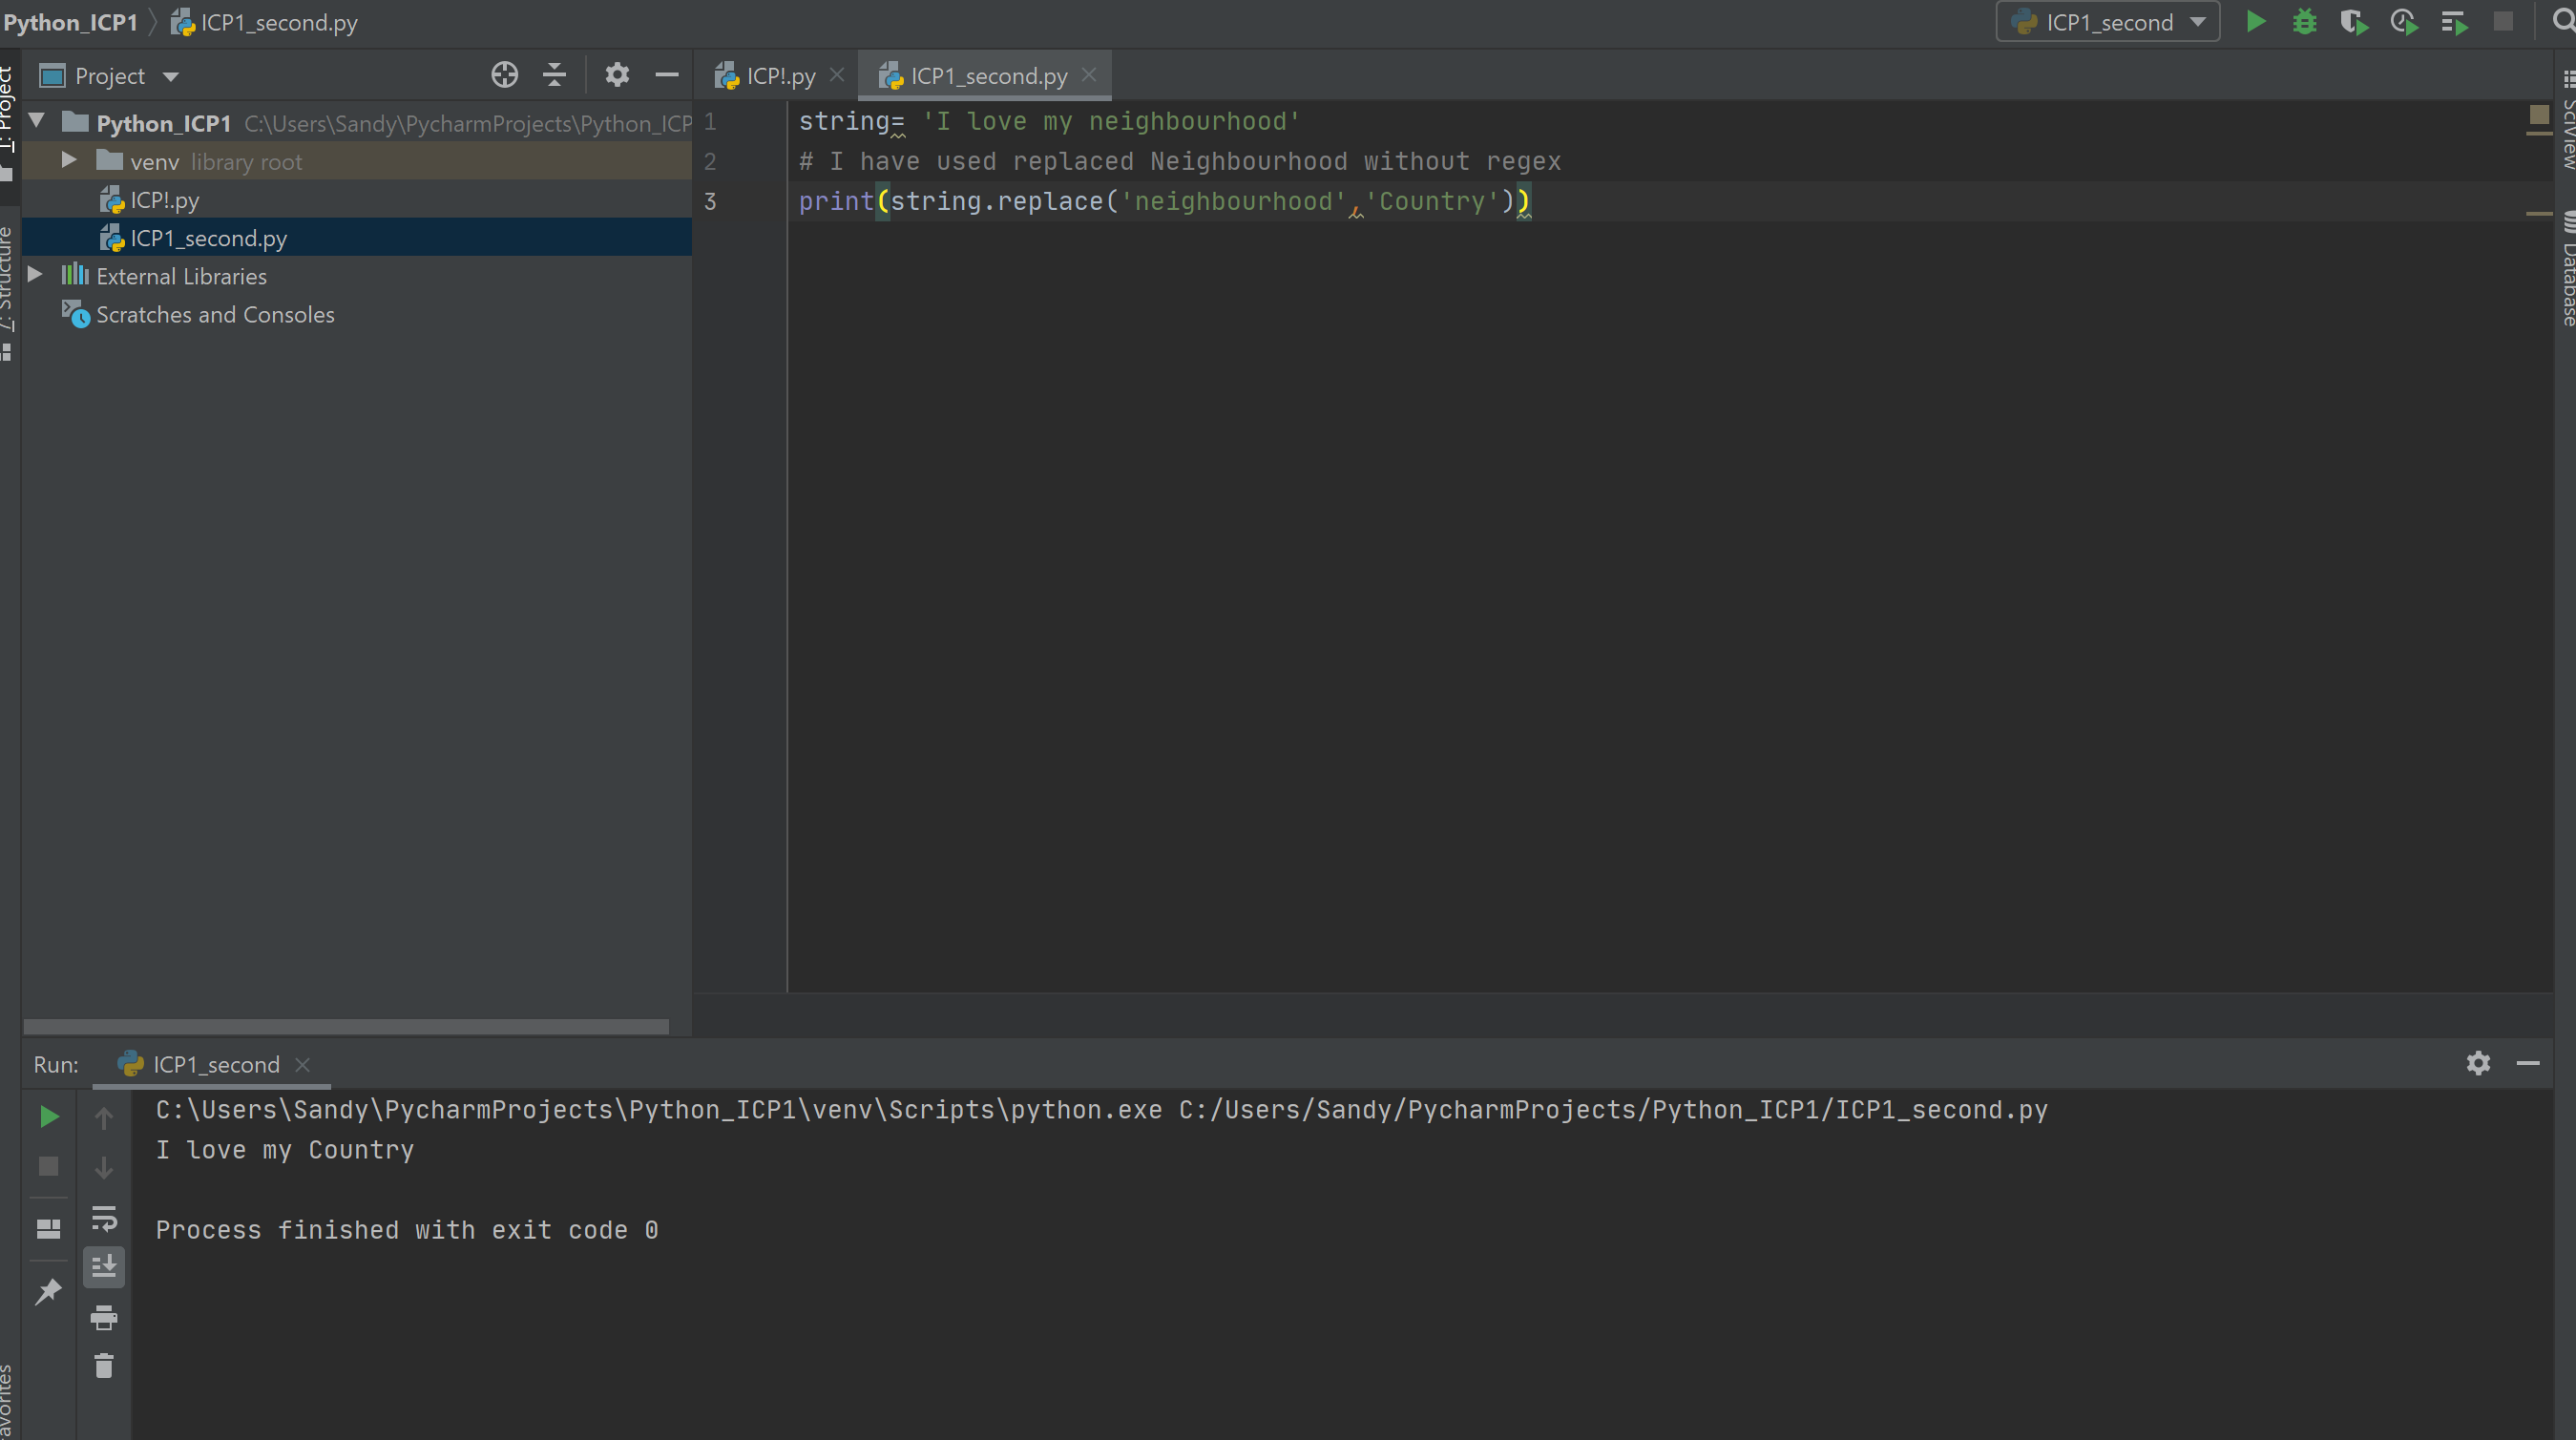 Python_ICP1 ICP1_second.py ICP1_second
1: Project
Project
ICP!.py ICP1_second.py
Python_ICP1 C:\Users\Sandy\PycharmProjects\Python_ICP
venv library root
ICP!.py
ICP1_second.py
External Libraries
Scratches and Consoles
7: Structure
1 string= 'I love my neighbourhood'
2 # I have used replaced Neighbourhood without regex
3 print(string.replace('neighbourhood','Country'))
SciView
Database
Run: ICP1_second
C:\Users\Sandy\PycharmProjects\Python_ICP1\venv\Scripts\python.exe C:/Users/Sandy/PycharmProjects/Python_ICP1/ICP1_second.py
I love my Country
Process finished with exit code 0
avorites